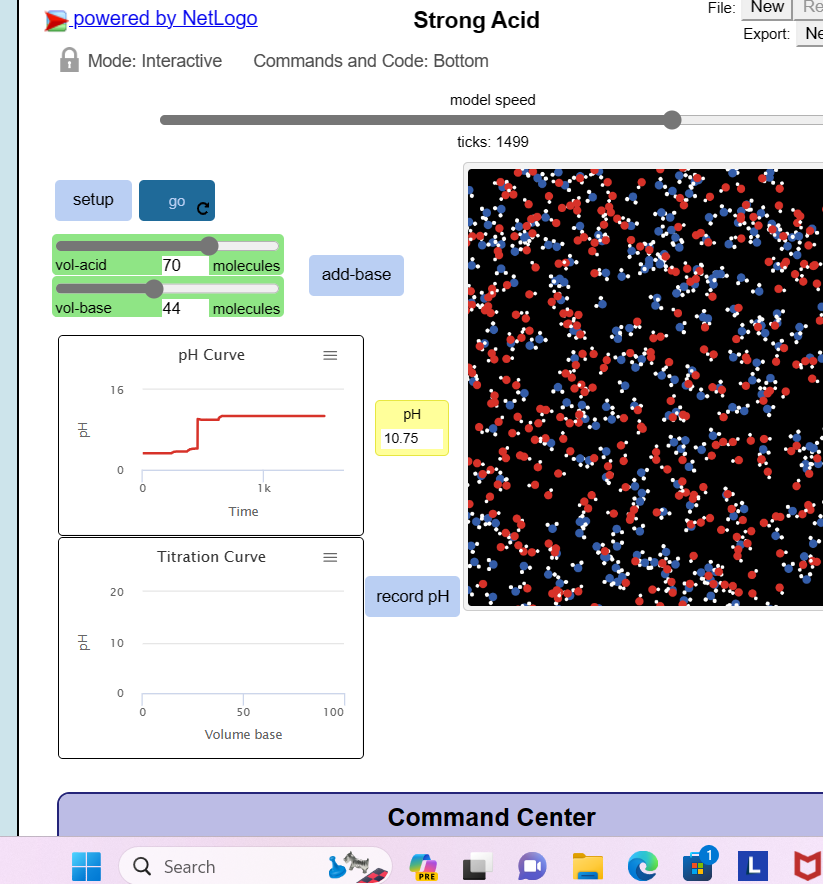 File: New Re
powered by NetLogo Strong Acid
Export: Ne
Mode: Interactive Commands and Code: Bottom
model speed
ticks: 1499
setup go
vol-acid 70 molecules
add-base
vol-base 44 molecules
pH Curve
16
pH
0
0 1k
Time
pH
10.75
Titration Curve
20
pH
10
0
0 50 100
Volume base
record pH
Command Center
Search
PRE
1
L